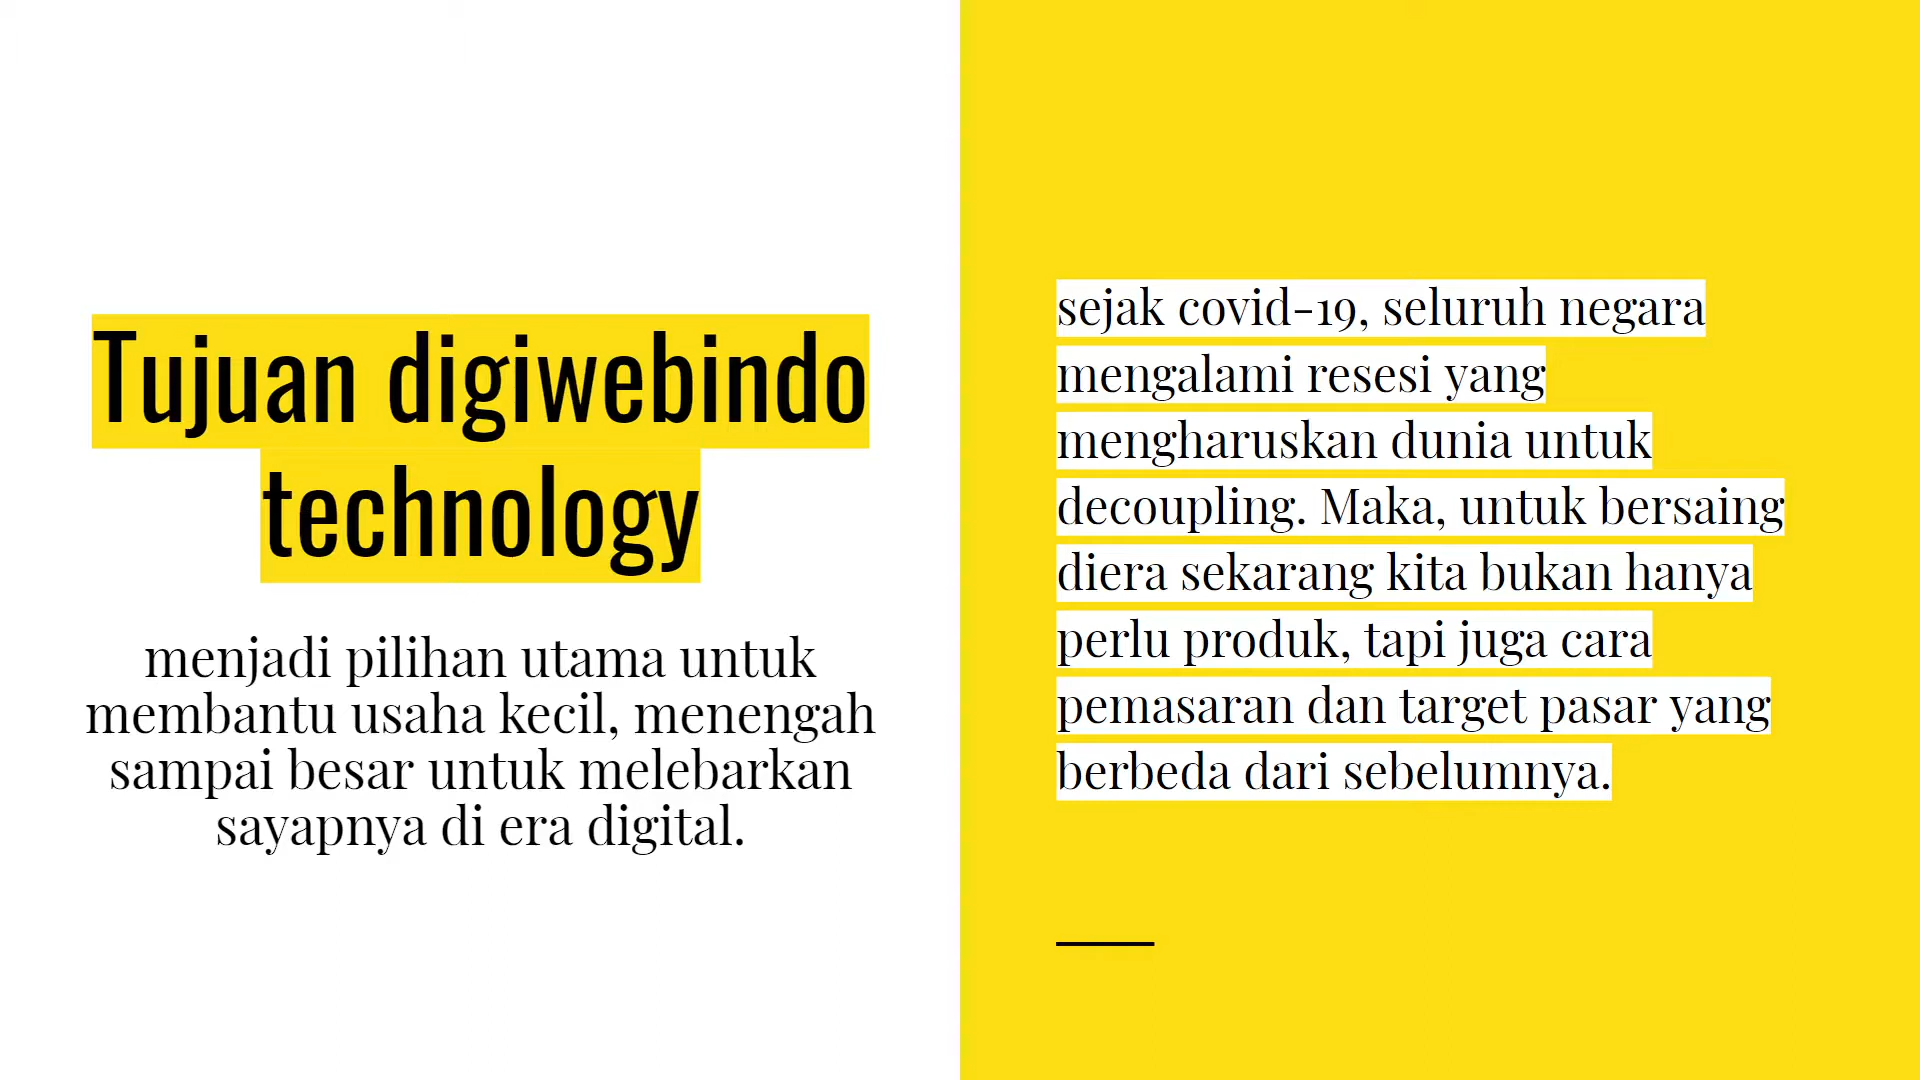 Tujuan digiwebindo
technology
menjadi pilihan utama untuk
membantu usaha kecil, menengah
sampai besar untuk melebarkan
sayapnya di era digital.
sejak covid-19, seluruh negara
mengalami resesi yang
mengharuskan dunia untuk
decoupling. Maka, untuk bersaing
diera sekarang kita bukan hanya
perlu produk, tapi juga cara
pemasaran dan target pasar yang
berbeda dari sebelumnya.